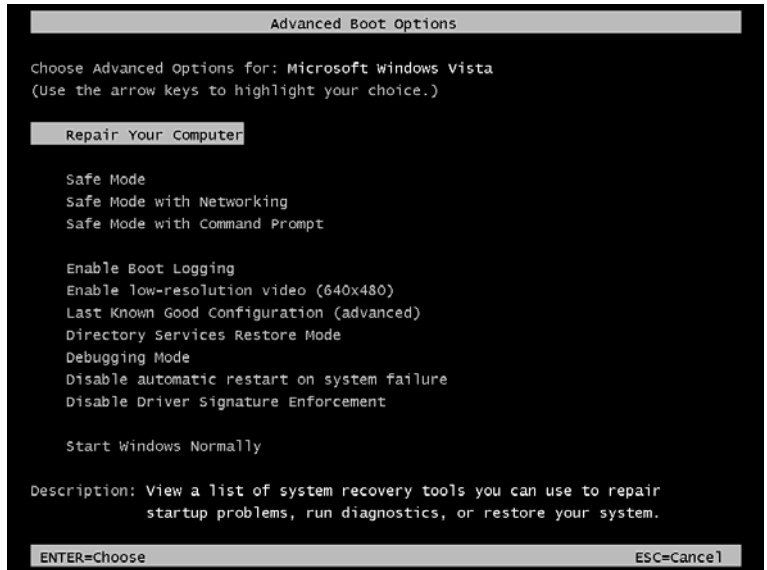 Advanced Boot Options
Choose Advanced Options for: Microsoft Windows Vista
(Use the arrow keys to highlight your choice.)
Repair Your Computer
Safe Mode
Safe Mode with Networking
Safe Mode with Command Prompt
Enable Boot Logging
Enable low-resolution video (640x480)
Last Known Good Configuration (advanced)
Directory Services Restore Mode
Debugging Mode
Disable automatic restart on system failure
Disable Driver Signature Enforcement
Start Windows Normally
Description: View a list of system recovery tools you can use to repair
startup problems, run diagnostics, or restore your system.
ENTER=Choose ESC=Cancel